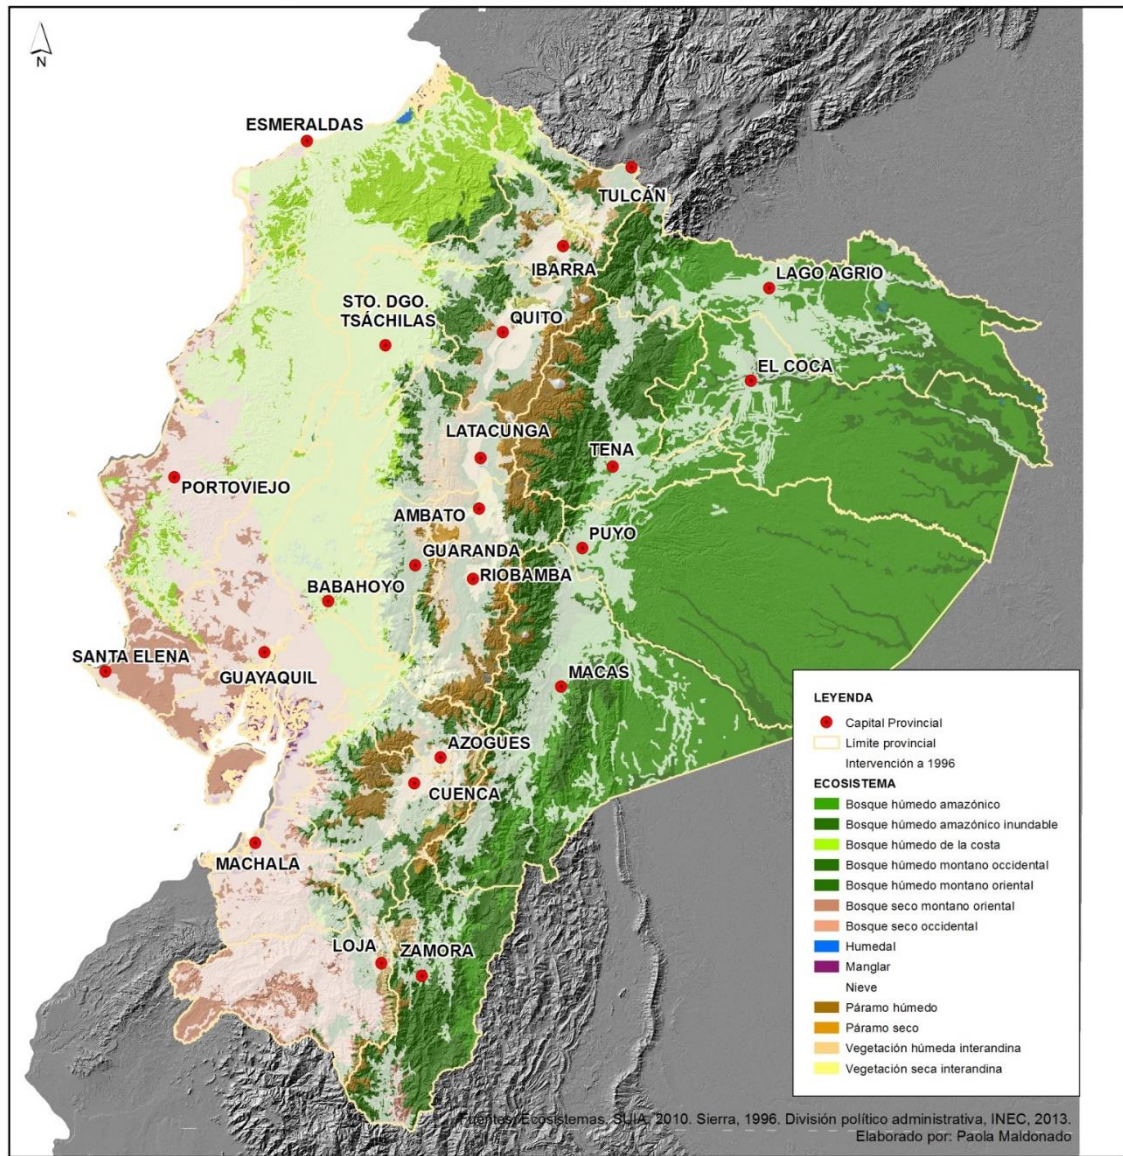 N
ESMERALDAS
TULCÁN
IBARRA
LAGO AGRIO
STO. DGO.
TSÁCHILAS
QUITO
EL COCA
LATACUNGA
TENA
PORTOVIEJO
AMBATO
PUYO
GUARANDA
RIOBAMBA
BABAHOYO
SANTA ELENA
GUAYAQUIL
MACAS
AZOGUES
CUENCA
MACHALA
LOJA
ZAMORA
LEYENDA
Capital Provincial
Límite provincial
Intervención a 1996
ECOSISTEMA
Bosque húmedo amazónico
Bosque húmedo amazónico inundable
Bosque húmedo de la costa
Bosque húmedo montano occidental
Bosque húmedo montano oriental
Bosque seco montano oriental
Bosque seco occidental
Humedal
Manglar
Nieve
Páramo húmedo
Páramo seco
Vegetación húmeda interandina
Vegetación seca interandina
Fuentes: Ecosistemas, SUIA, 2010. Sierra, 1996. División político administrativa, INEC, 2013.
Elaborado por: Paola Maldonado